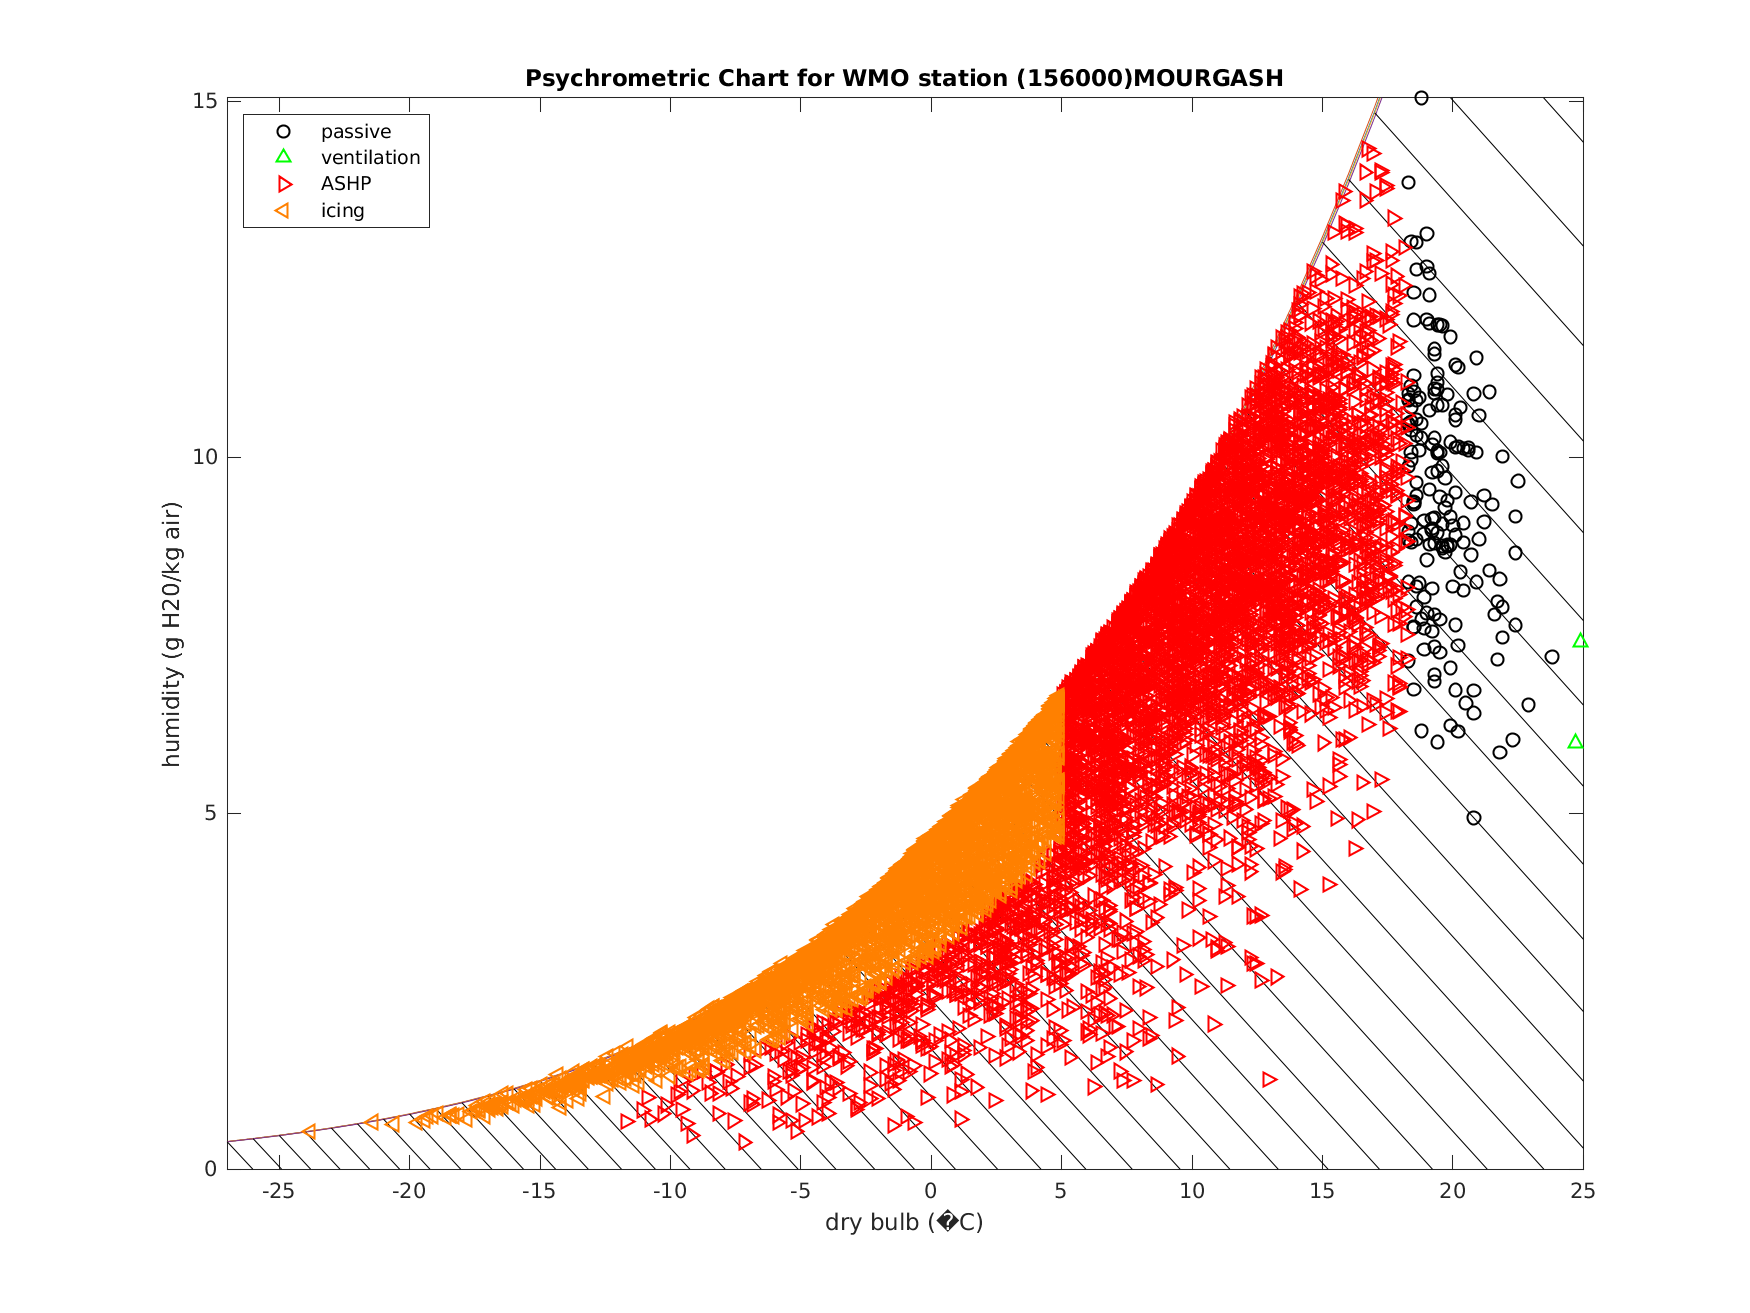 Psychrometric Chart for WMO station (156000)MOURGASH
passive
ventilation
ASHP
icing
15
10
5
0
humidity (g H20/kg air)
-25 -20 -15 -10 -5 0 5 10 15 20 25
dry bulb (�C)